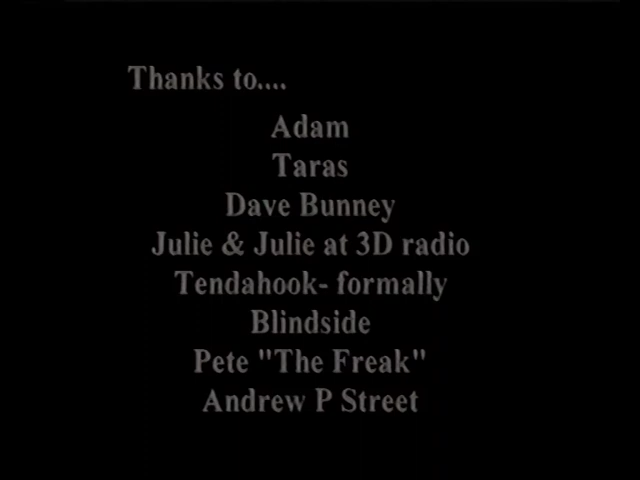 Thanks to....
Adam
Taras
Dave Bunney
Julie & Julie at 3D radio
Tendahook- formally
Blindside
Pete "The Freak"
Andrew P Street